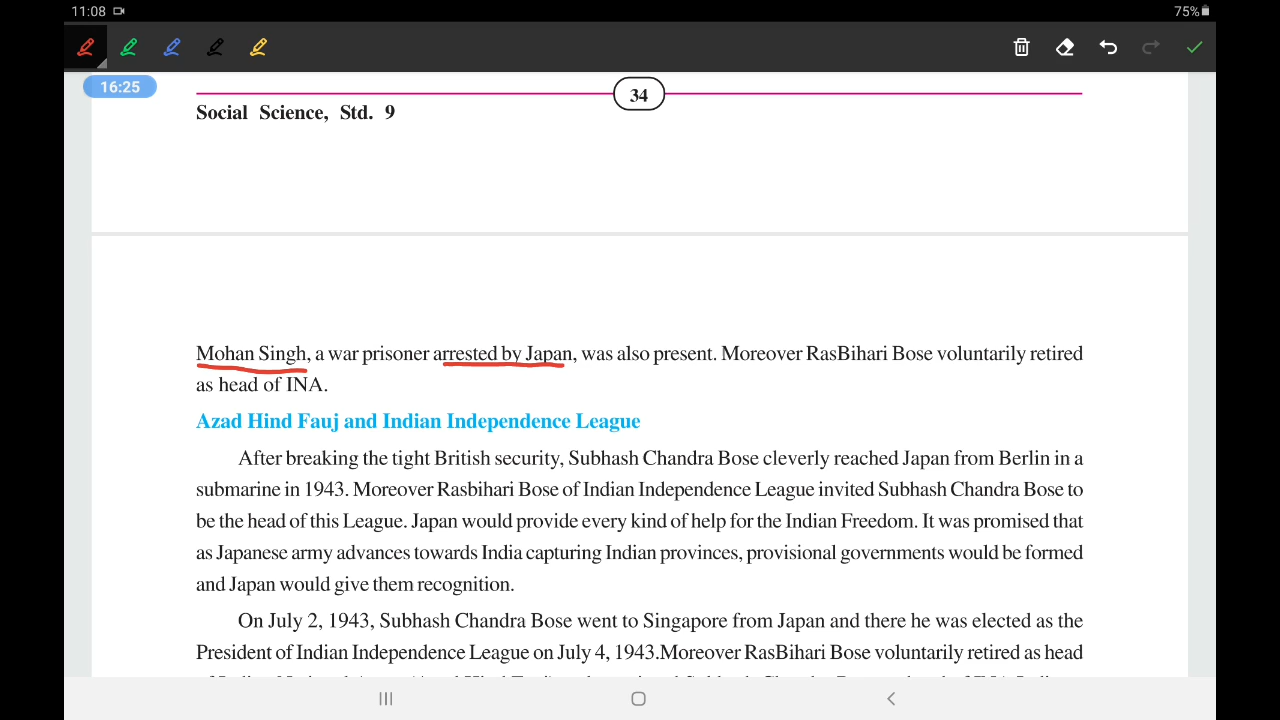 11:08
75%
16:25
34
Social Science, Std. 9
Mohan Singh, a war prisoner arrested by Japan, was also present. Moreover RasBihari Bose voluntarily retired
as head of INA.
Azad Hind Fauj and Indian Independence League
After breaking the tight British security, Subhash Chandra Bose cleverly reached Japan from Berlin in a
submarine in 1943. Moreover Rasbihari Bose of Indian Independence League invited Subhash Chandra Bose to
be the head of this League. Japan would provide every kind of help for the Indian Freedom. It was promised that
as Japanese army advances towards India capturing Indian provinces, provisional governments would be formed
and Japan would give them recognition.
On July 2, 1943, Subhash Chandra Bose went to Singapore from Japan and there he was elected as the
President of Indian Independence League on July 4, 1943.Moreover RasBihari Bose voluntarily retired as head